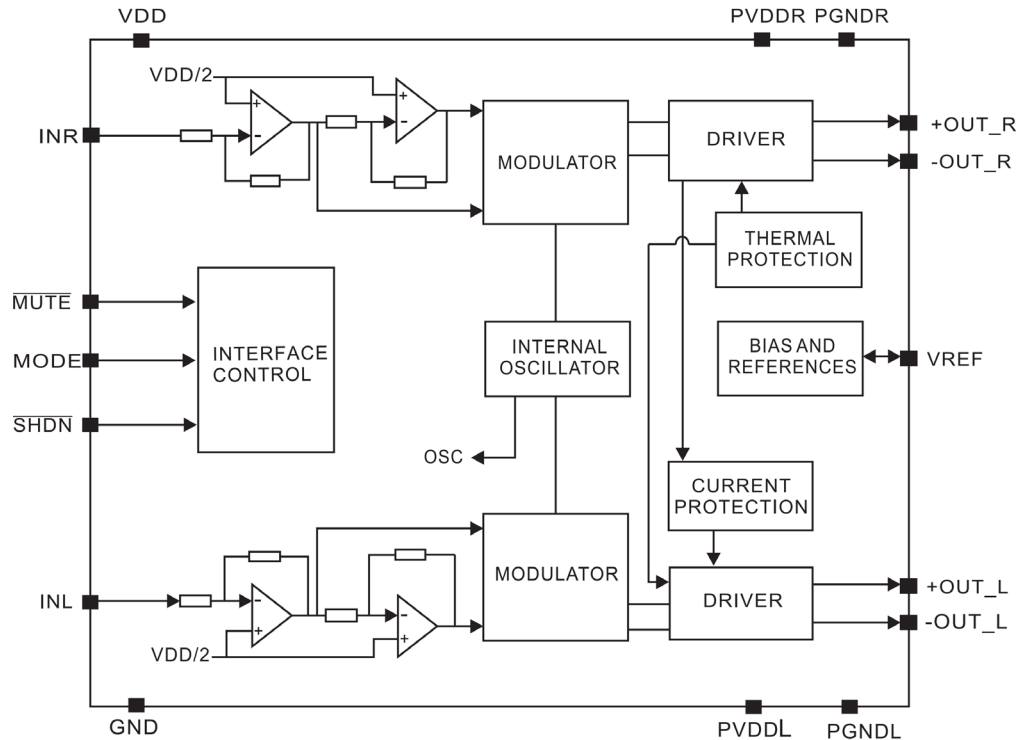 VDD
PVDDR
PGNDR
VDD/2
+
-
+
-
INR
MODULATOR
DRIVER
+OUT_R
-OUT_R
THERMAL
PROTECTION
MUTE
MODE
SHDN
INTERFACE
CONTROL
INTERNAL
OSCILLATOR
BIAS AND
REFERENCES
VREF
OSC
CURRENT
PROTECTION
INL
-
+
-
+
VDD/2
MODULATOR
DRIVER
+OUT_L
-OUT_L
GND
PVDDL
PGNDL